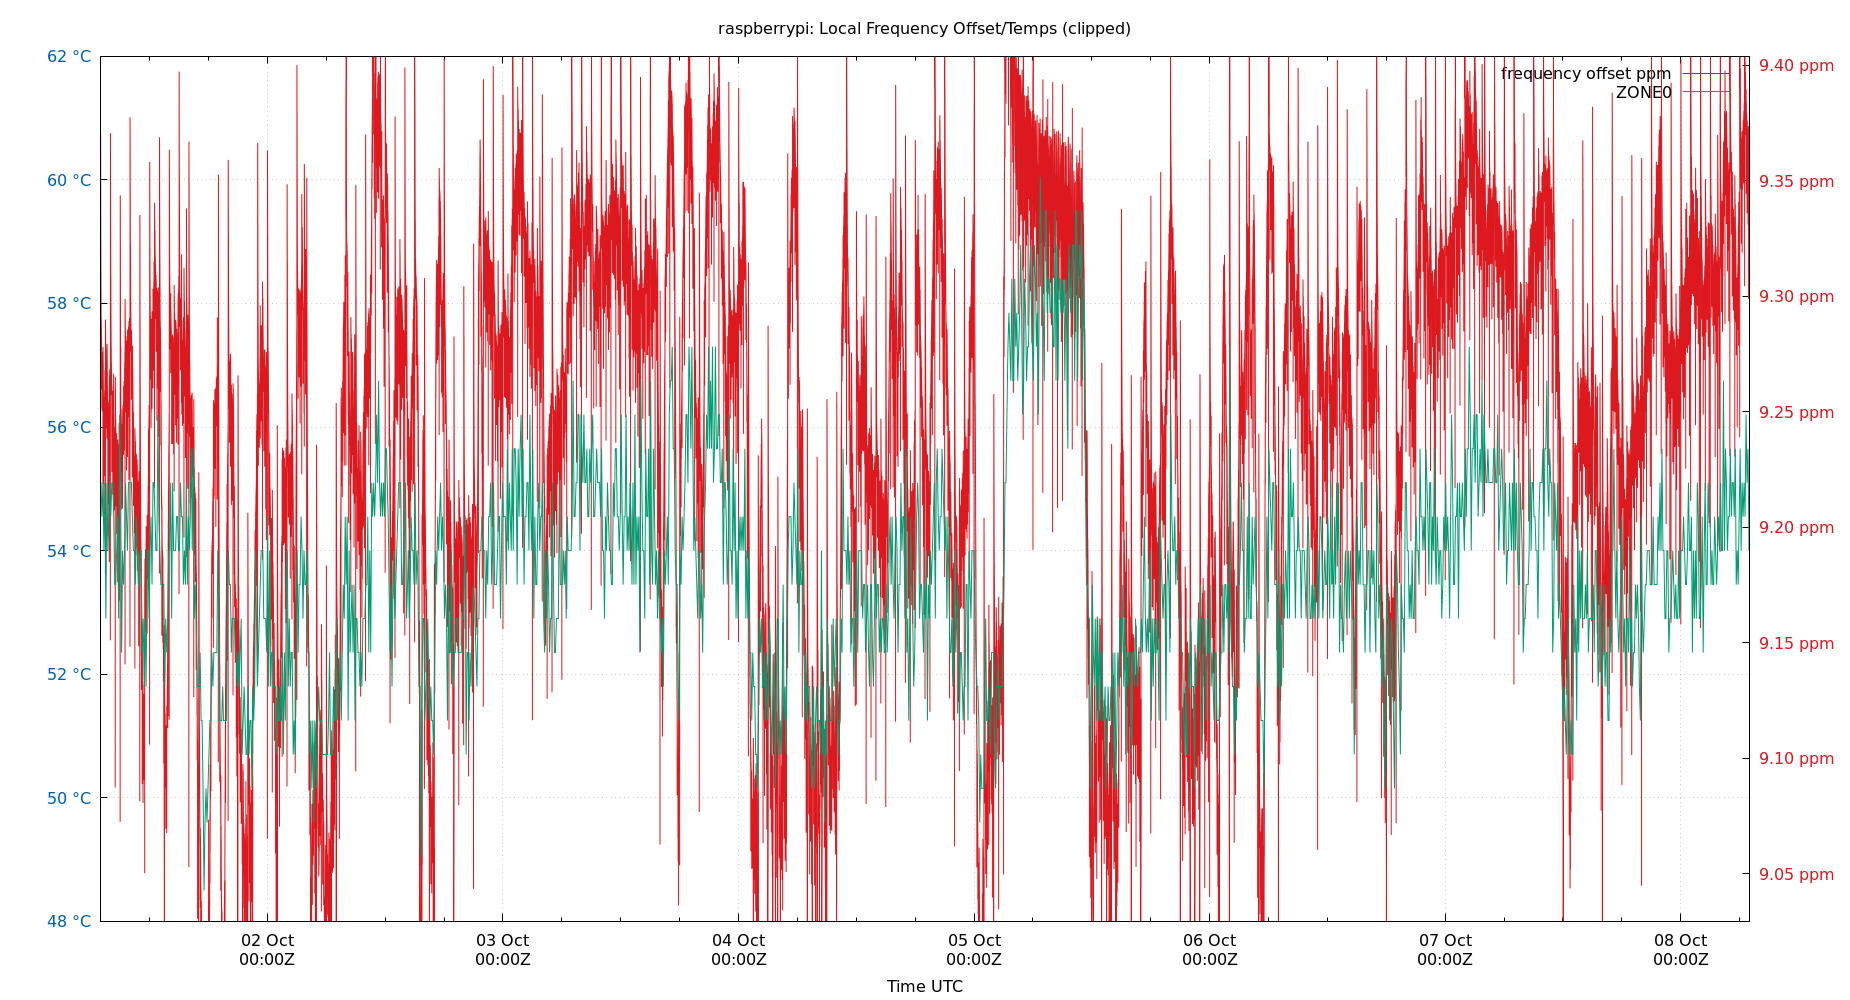 raspberrypi: Local Frequency Offset/Temps (clipped)
62 °C
60 °C
58 °C
56 °C
54 °C
52 °C
50 °C
48 °C
frequency offset ppm
ZONE0
9.40 ppm
9.35 ppm
9.30 ppm
9.25 ppm
9.20 ppm
9.15 ppm
9.10 ppm
9.05 ppm
02 Oct 03 Oct 04 Oct 05 Oct 06 Oct 07 Oct 08 Oct
00:00Z 00:00Z 00:00Z 00:00Z 00:00Z 00:00Z 00:00Z
Time UTC